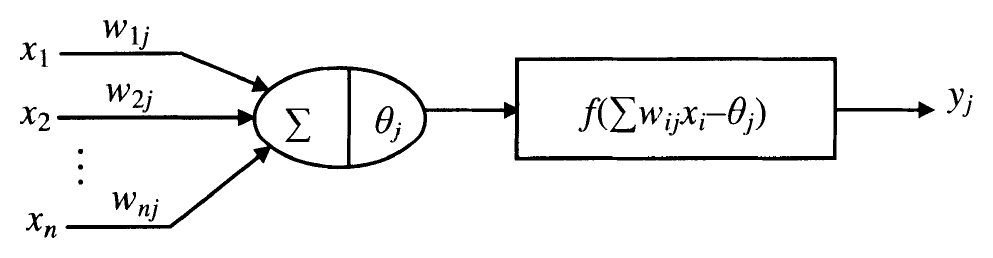 x₁ w₁ⱼ
x₂ w₂ⱼ
⋮
xₙ wₙⱼ
∑ θⱼ
f(∑wᵢⱼxᵢ–θⱼ)
yⱼ